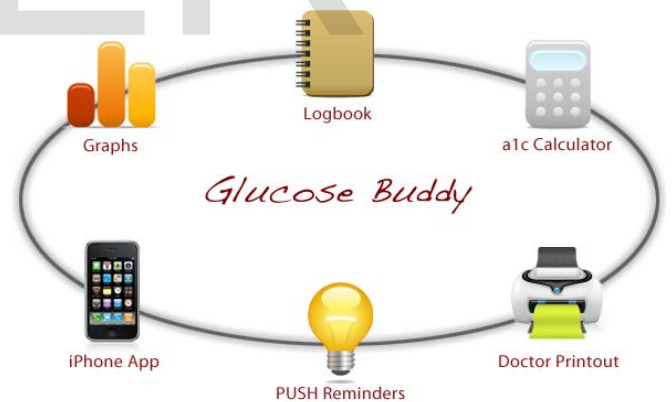 Logbook
Graphs
a1c Calculator
Glucose Buddy
iPhone App
PUSH Reminders
Doctor Printout